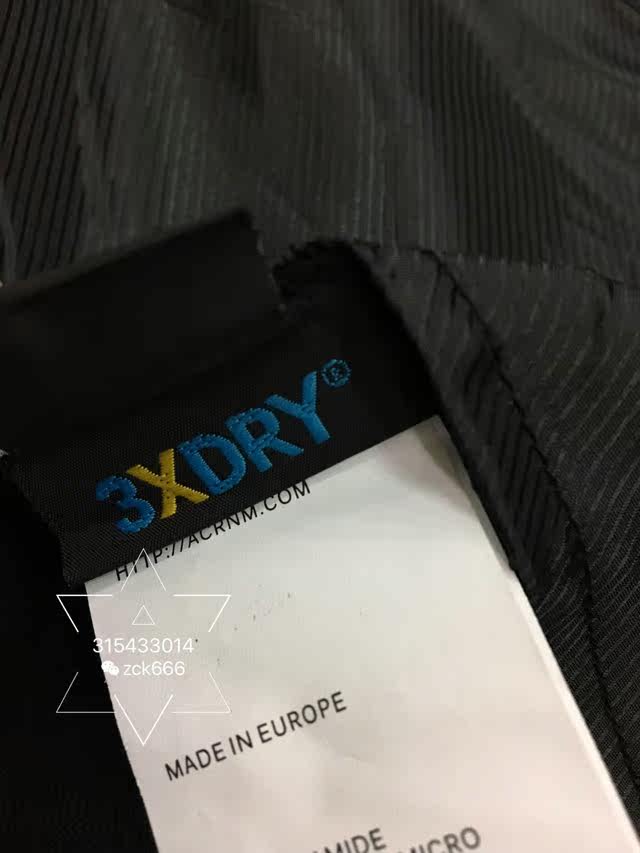 3XDRY®
HTTP://ACRNM.COM
315433014
zck666
MADE IN EUROPE
AMIDE
MICRO